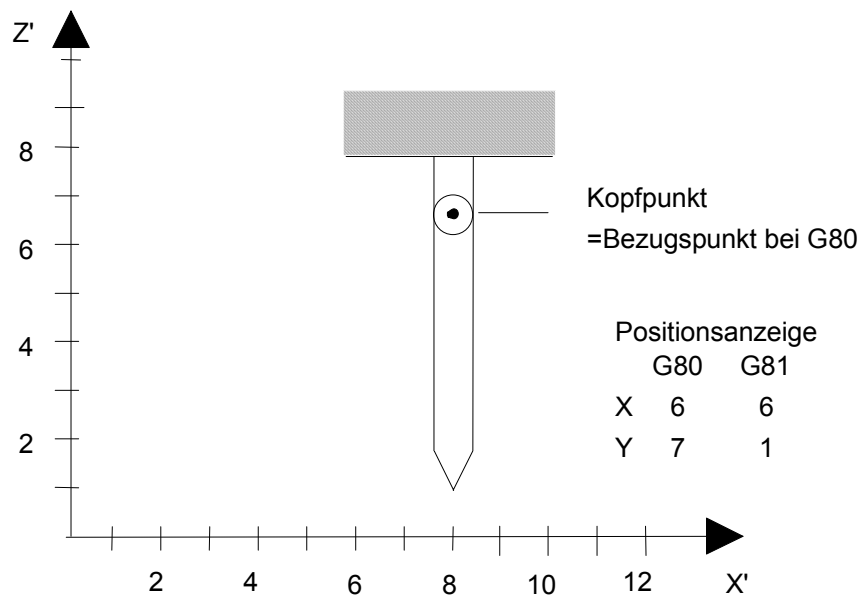 Z'
8
6
4
2
Kopfpunkt
=Bezugspunkt bei G80
Positionsanzeige
G80 G81
X 6 6
Y 7 1
2 4 6 8 10 12 X'